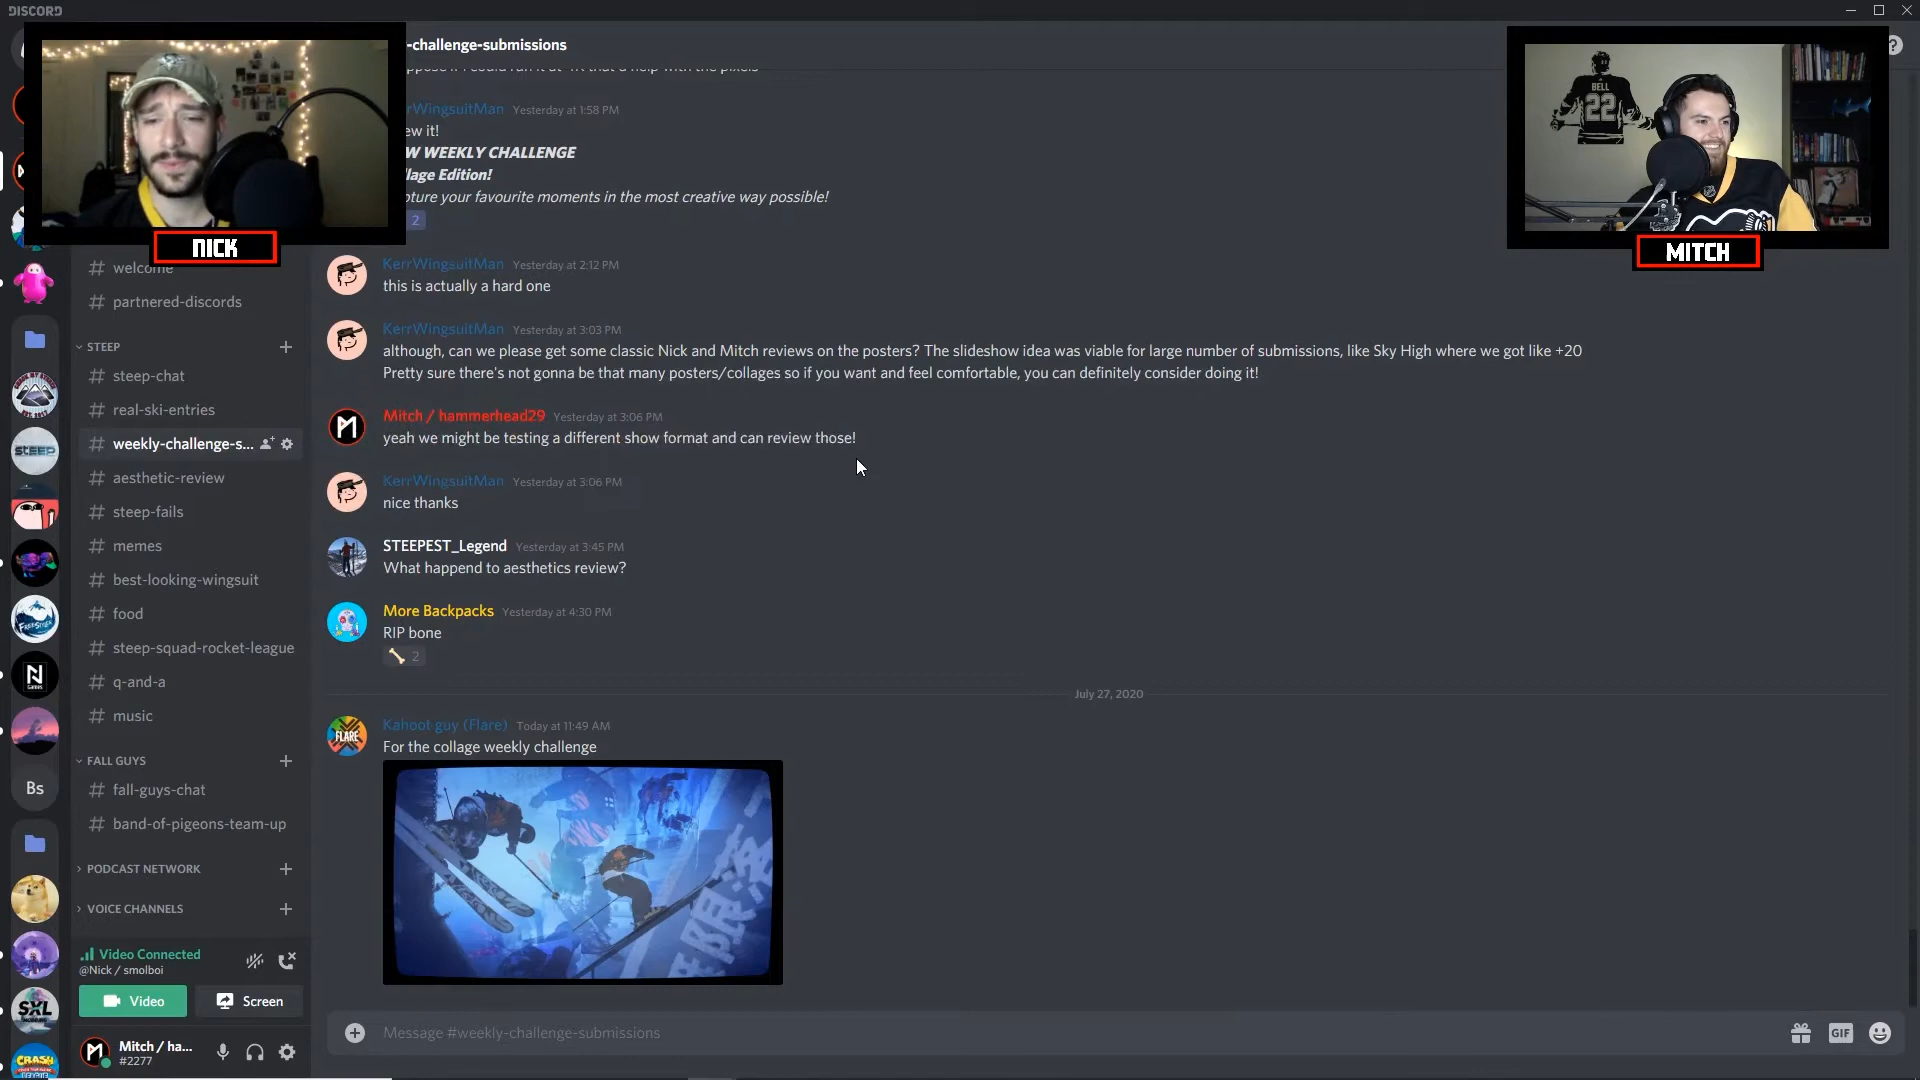 DISCORD
-challenge-submissions
KerrWingsuitMan Yesterday at 1:58 PM
ew it!
W WEEKLY CHALLENGE
llage Edition!
pture your favourite moments in the most creative way possible!
2
NICK
BELL
22
MITCH
# welcome
# partnered-discords
STEEP
# steep-chat
# real-ski-entries
# weekly-challenge-s...
# aesthetic-review
# steep-fails
# memes
# best-looking-wingsuit
# food
# steep-squad-rocket-league
# q-and-a
# music
FALL GUYS
# fall-guys-chat
# band-of-pigeons-team-up
PODCAST NETWORK
VOICE CHANNELS
Video Connected
@Nick / smolboi
Video Screen
Mitch / ha...
#2277
STEEP
FREESTYLER
N
Bs
SXL
CRASH
KerrWingsuitMan Yesterday at 2:12 PM
this is actually a hard one
KerrWingsuitMan Yesterday at 3:03 PM
although, can we please get some classic Nick and Mitch reviews on the posters? The slideshow idea was viable for large number of submissions, like Sky High where we got like +20
Pretty sure there's not gonna be that many posters/collages so if you want and feel comfortable, you can definitely consider doing it!
Mitch / hammerhead29 Yesterday at 3:06 PM
yeah we might be testing a different show format and can review those!
KerrWingsuitMan Yesterday at 3:06 PM
nice thanks
STEEPEST_Legend Yesterday at 3:45 PM
What happend to aesthetics review?
More Backpacks Yesterday at 4:30 PM
RIP bone
2
July 27, 2020
FLARE
Kahoot guy (Flare) Today at 11:49 AM
For the collage weekly challenge
Message #weekly-challenge-submissions
GIF